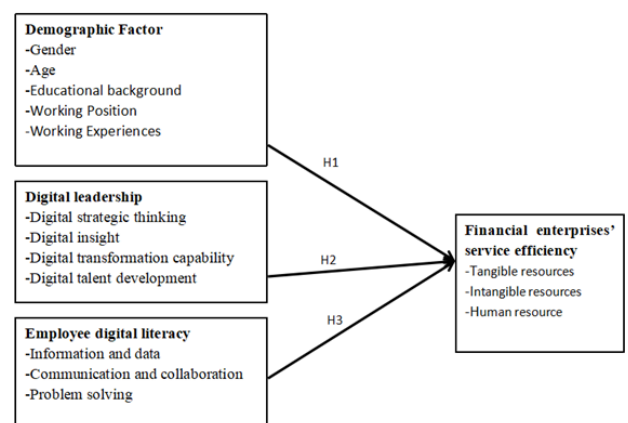 Demographic Factor
-Gender
-Age
-Educational background
-Working Position
-Working Experiences
H1
Digital leadership
-Digital strategic thinking
-Digital insight
-Digital transformation capability
-Digital talent development
H2
Financial enterprises'
service efficiency
-Tangible resources
-Intangible resources
-Human resource
Employee digital literacy
-Information and data
-Communication and collaboration
-Problem solving
H3